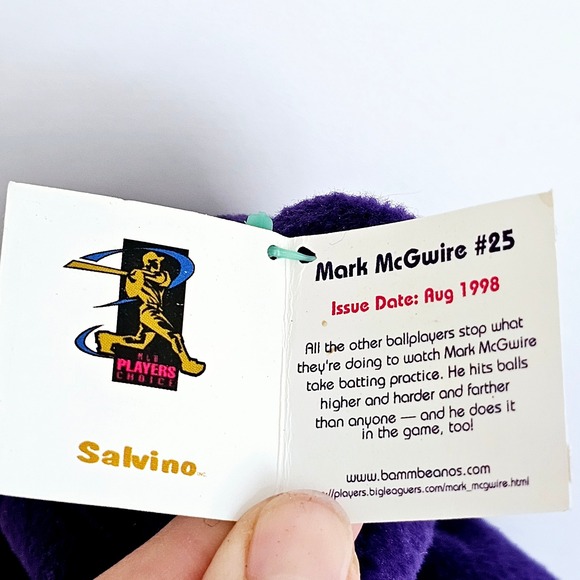 MLB
PLAYERS
CHOICE
Salvino INC
Mark McGwire #25
Issue Date: Aug 1998
All the other ballplayers stop what
they're doing to watch Mark McGwire
take batting practice. He hits balls
higher and harder and farther
than anyone — and he does it
in the game, too!
www.bammbeanos.com
//players.bigleaguers.com/mark_mcgwire.html